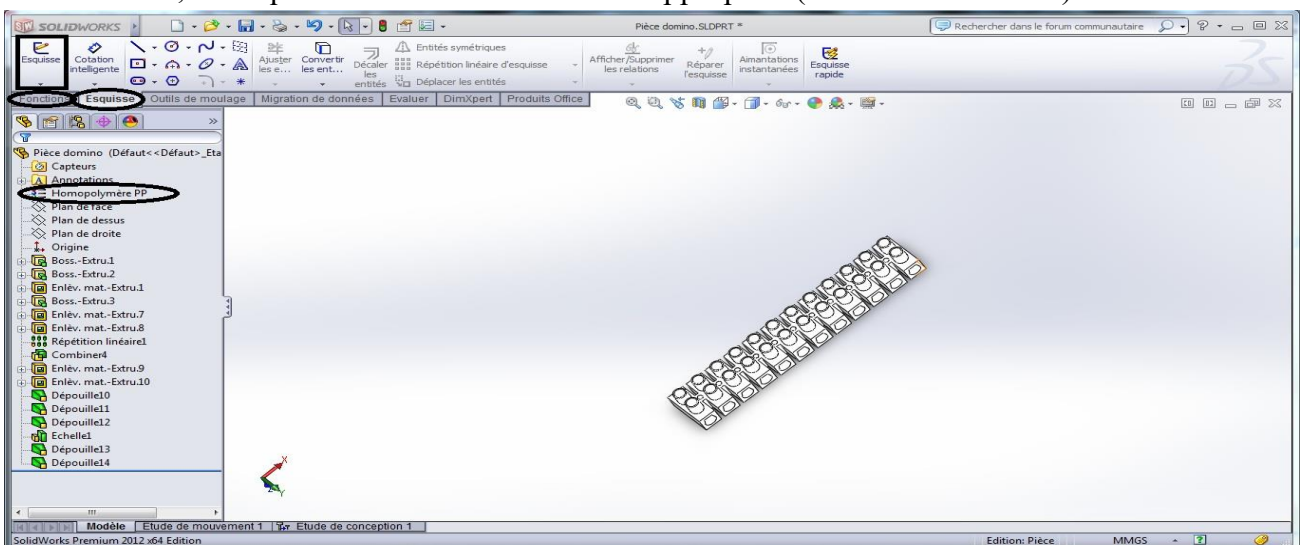 SOLIDWORKS
Pièce domino.SLDPRT *
Rechercher dans le forum communautaire
Esquisse
Cotation intelligente
Ajuster les e...
Convertir les ent...
Décaler les entités
Entités symétriques
Répétition linéaire d'esquisse
Déplacer les entités
Afficher/Supprimer les relations
Réparer l'esquisse
Aimantations instantanées
Esquisse rapide
Fonctions
Esquisse
Outils de moulage
Migration de données
Evaluer
DimXpert
Produits Office
Pièce domino (Défaut<<Défaut>_Eta
Capteurs
Annotations
Homopolymère PP
Plan de face
Plan de dessus
Plan de droite
Origine
Boss.-Extru.1
Boss.-Extru.2
Enlèv. mat.-Extru.1
Boss.-Extru.3
Enlèv. mat.-Extru.7
Enlèv. mat.-Extru.8
Répétition linéaire1
Combiner4
Enlèv. mat.-Extru.9
Enlèv. mat.-Extru.10
Dépouille10
Dépouille11
Dépouille12
Echelle1
Dépouille13
Dépouille14
X
Y
Modèle
Etude de mouvement 1
Etude de conception 1
SolidWorks Premium 2012 x64 Edition
Edition: Pièce
MMGS